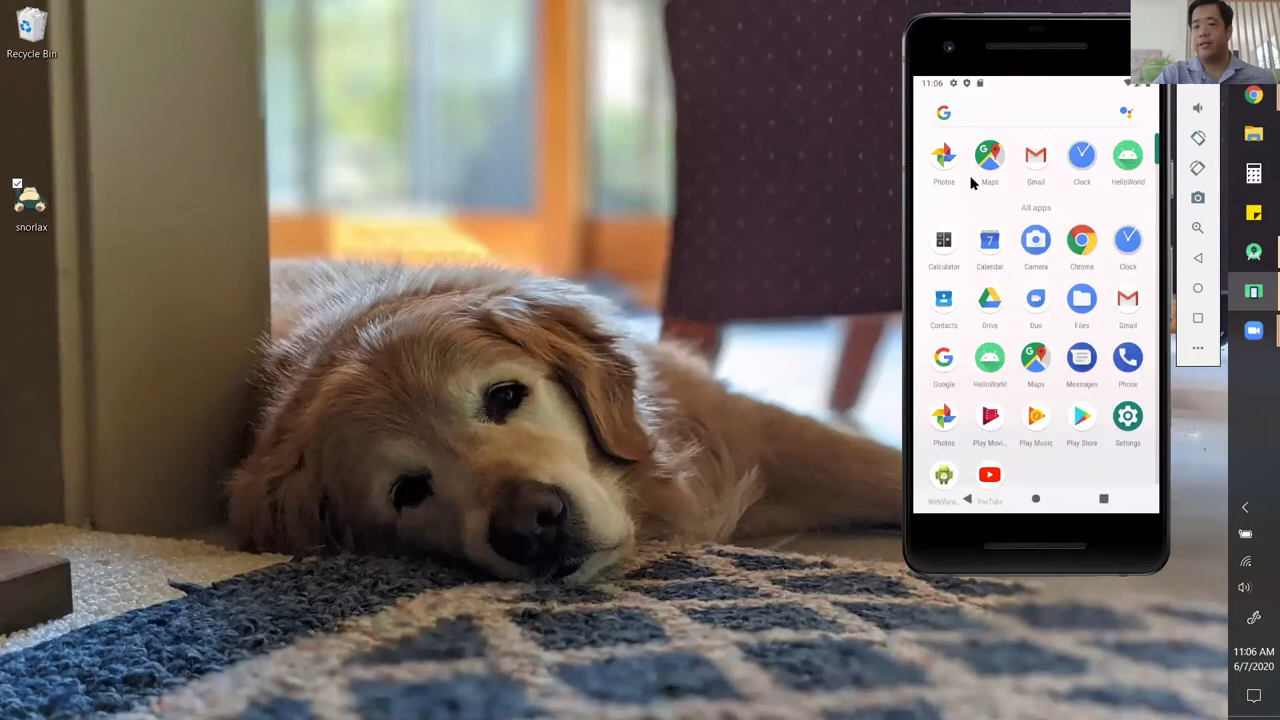 Recycle Bin
snorlax
11:06
Photos Maps Gmail Clock HelloWorld
All apps
Calculator Calendar Camera Chrome Clock
Contacts Drive Duo Files Gmail
Google HelloWorld Maps Messages Phone
Photos Play Movi... Play Music Play Store Settings
WebView... YouTube
11:06 AM
6/7/2020